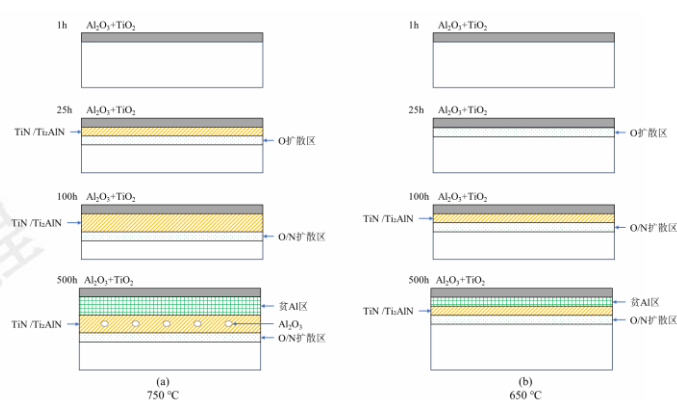 1h Al₂O₃+TiO₂
25h Al₂O₃+TiO₂
TiN /Ti₂AlN
O扩散区
100h Al₂O₃+TiO₂
TiN /Ti₂AlN
O/N扩散区
500h Al₂O₃+TiO₂
贫Al区
TiN /Ti₂AlN
Al₂O₃
O/N扩散区
(a)
750 ℃
1h Al₂O₃+TiO₂
25h Al₂O₃+TiO₂
O扩散区
100h Al₂O₃+TiO₂
TiN /Ti₂AlN
O/N扩散区
500h Al₂O₃+TiO₂
贫Al区
TiN /Ti₂AlN
O/N扩散区
(b)
650 ℃
程